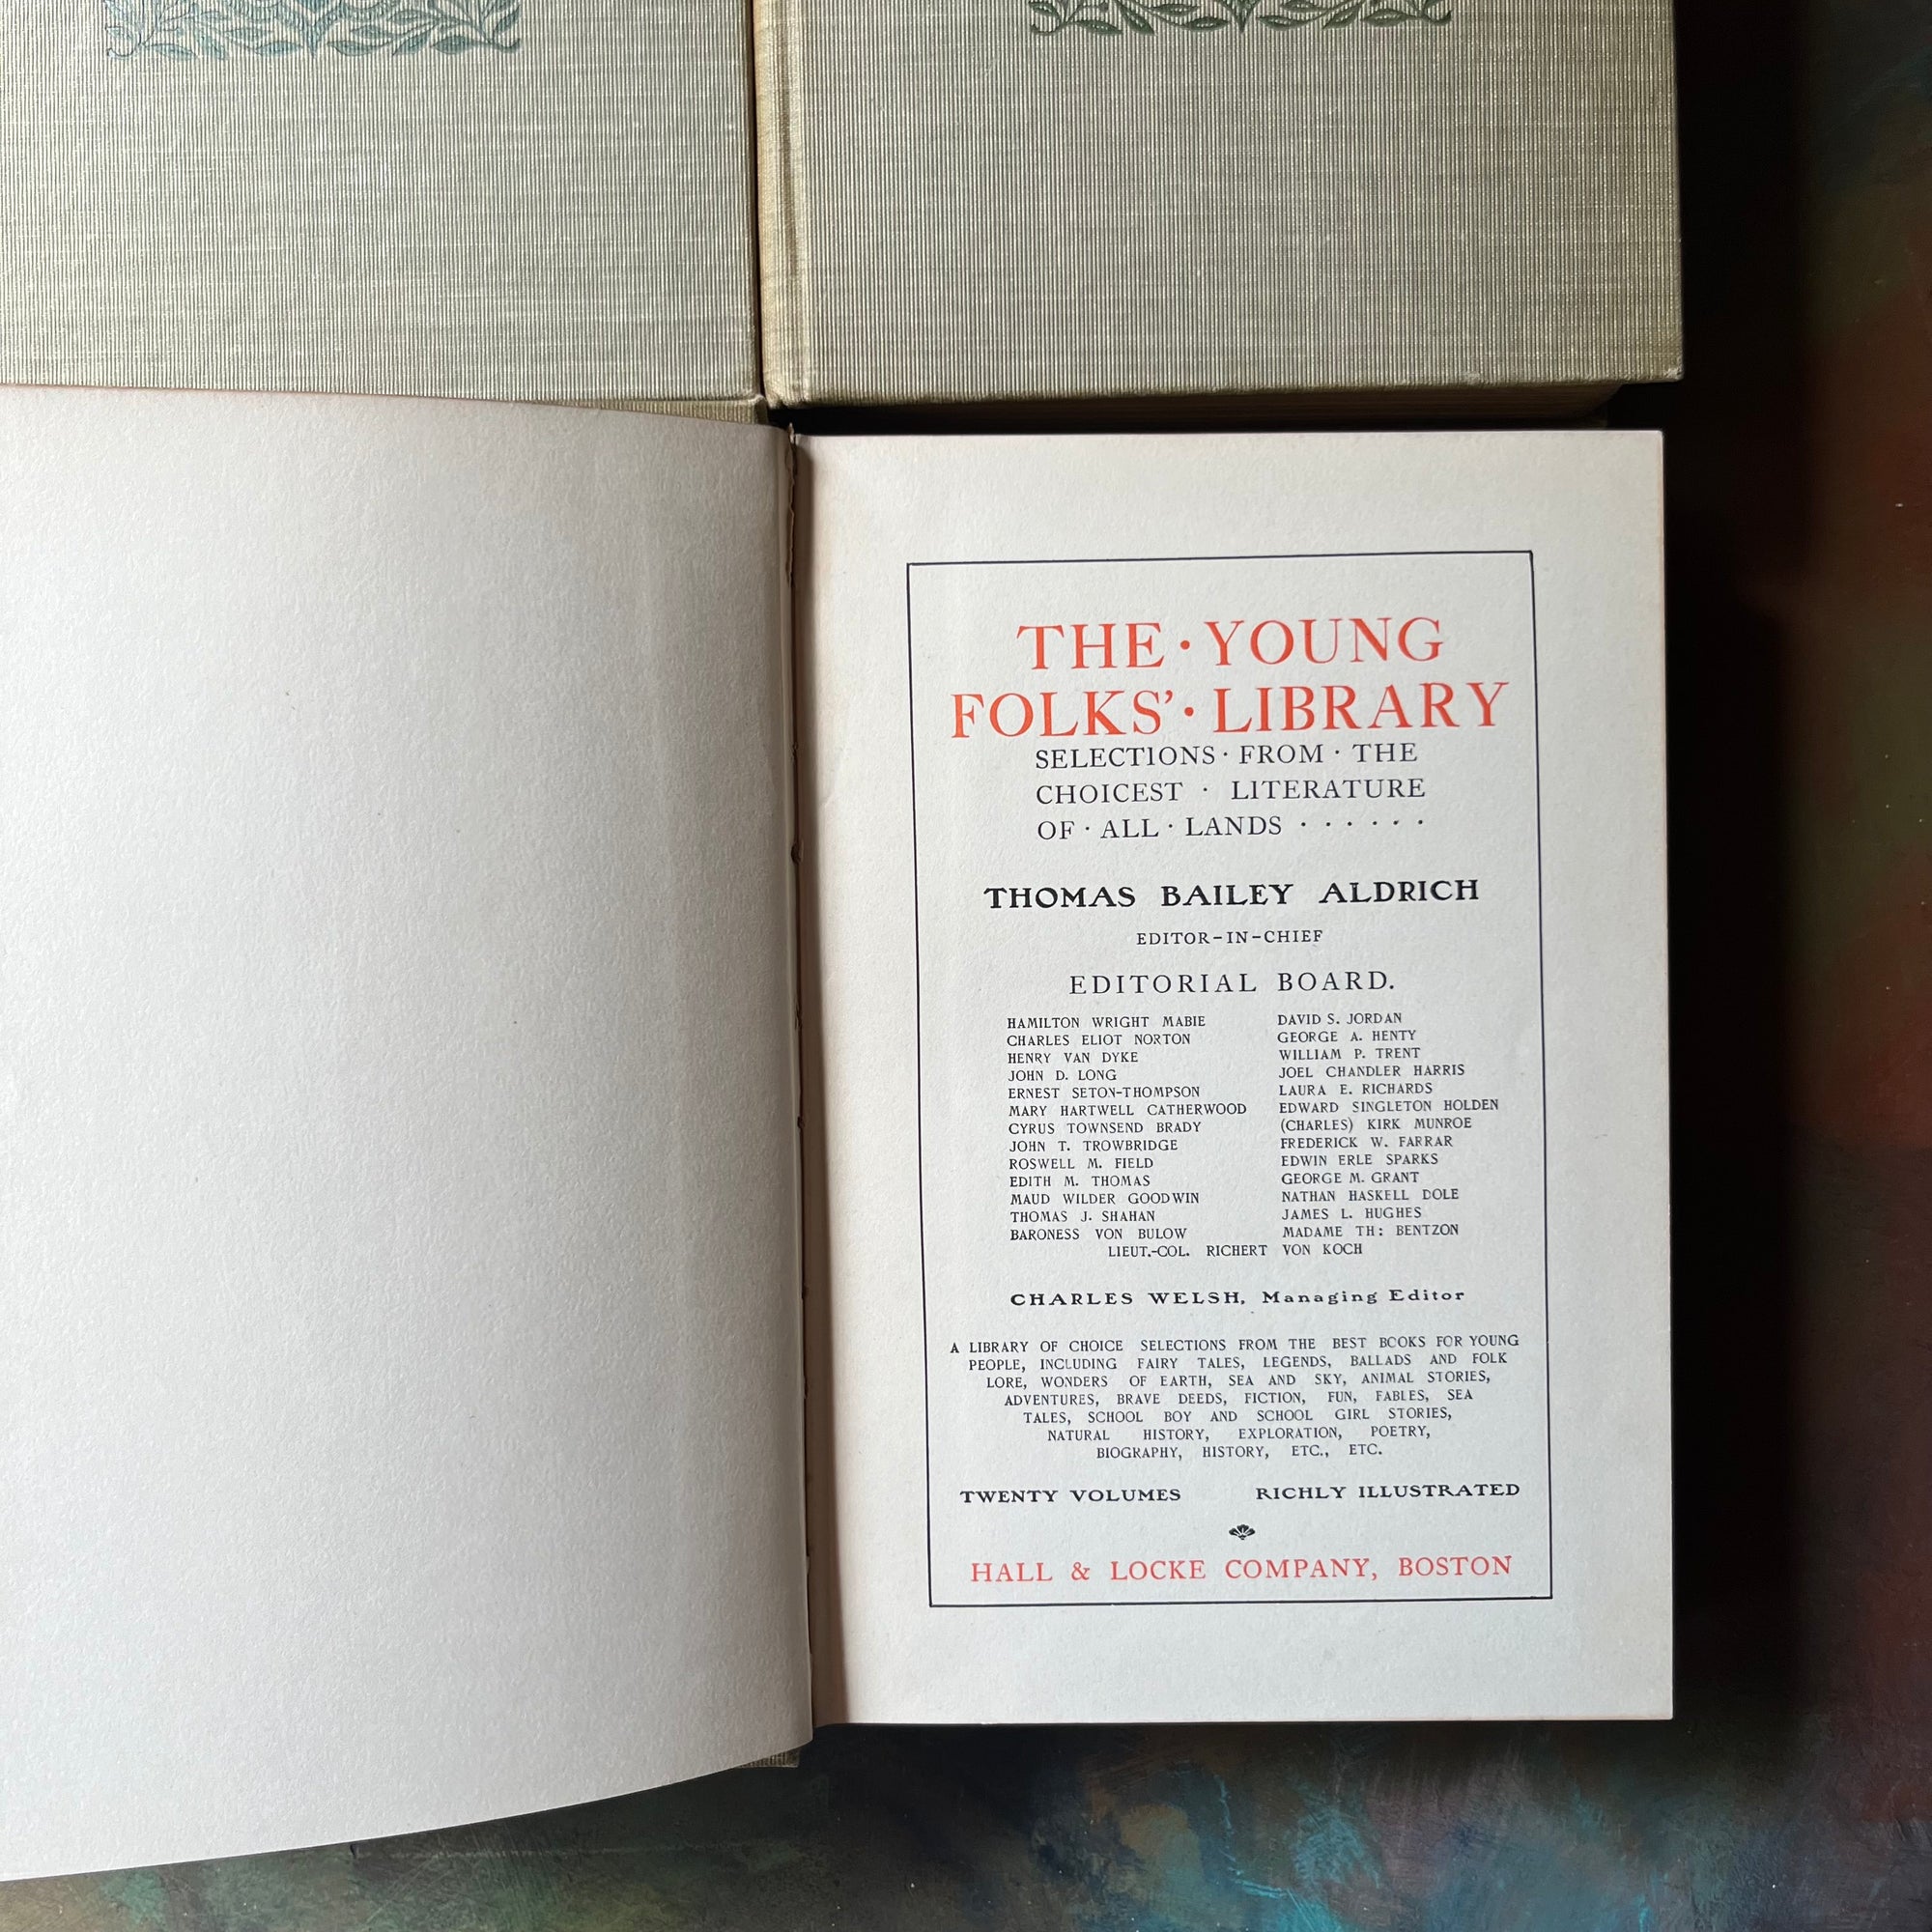 THE · YOUNG
FOLKS' · LIBRARY
SELECTIONS · FROM · THE
CHOICEST · LITERATURE
OF · ALL · LANDS · · · · · ·
THOMAS BAILEY ALDRICH
EDITOR-IN-CHIEF
EDITORIAL BOARD.
HAMILTON WRIGHT MABIE
CHARLES ELIOT NORTON
HENRY VAN DYKE
JOHN D. LONG
ERNEST SETON-THOMPSON
MARY HARTWELL CATHERWOOD
CYRUS TOWNSEND BRADY
JOHN T. TROWBRIDGE
ROSWELL M. FIELD
EDITH M. THOMAS
MAUD WILDER GOODWIN
THOMAS J. SHAHAN
BARONESS VON BULOW
DAVID S. JORDAN
GEORGE A. HENTY
WILLIAM P. TRENT
JOEL CHANDLER HARRIS
LAURA E. RICHARDS
EDWARD SINGLETON HOLDEN
(CHARLES) KIRK MUNROE
FREDERICK W. FARRAR
EDWIN ERLE SPARKS
GEORGE M. GRANT
NATHAN HASKELL DOLE
JAMES L. HUGHES
MADAME TH: BENTZON
LIEUT.-COL. RICHERT VON KOCH
CHARLES WELSH, Managing Editor
A LIBRARY OF CHOICE SELECTIONS FROM THE BEST BOOKS FOR YOUNG
PEOPLE, INCLUDING FAIRY TALES, LEGENDS, BALLADS AND FOLK
LORE, WONDERS OF EARTH, SEA AND SKY, ANIMAL STORIES,
ADVENTURES, BRAVE DEEDS, FICTION, FUN, FABLES, SEA
TALES, SCHOOL BOY AND SCHOOL GIRL STORIES,
NATURAL HISTORY, EXPLORATION, POETRY,
BIOGRAPHY, HISTORY, ETC., ETC.
TWENTY VOLUMES RICHLY ILLUSTRATED
HALL & LOCKE COMPANY, BOSTON